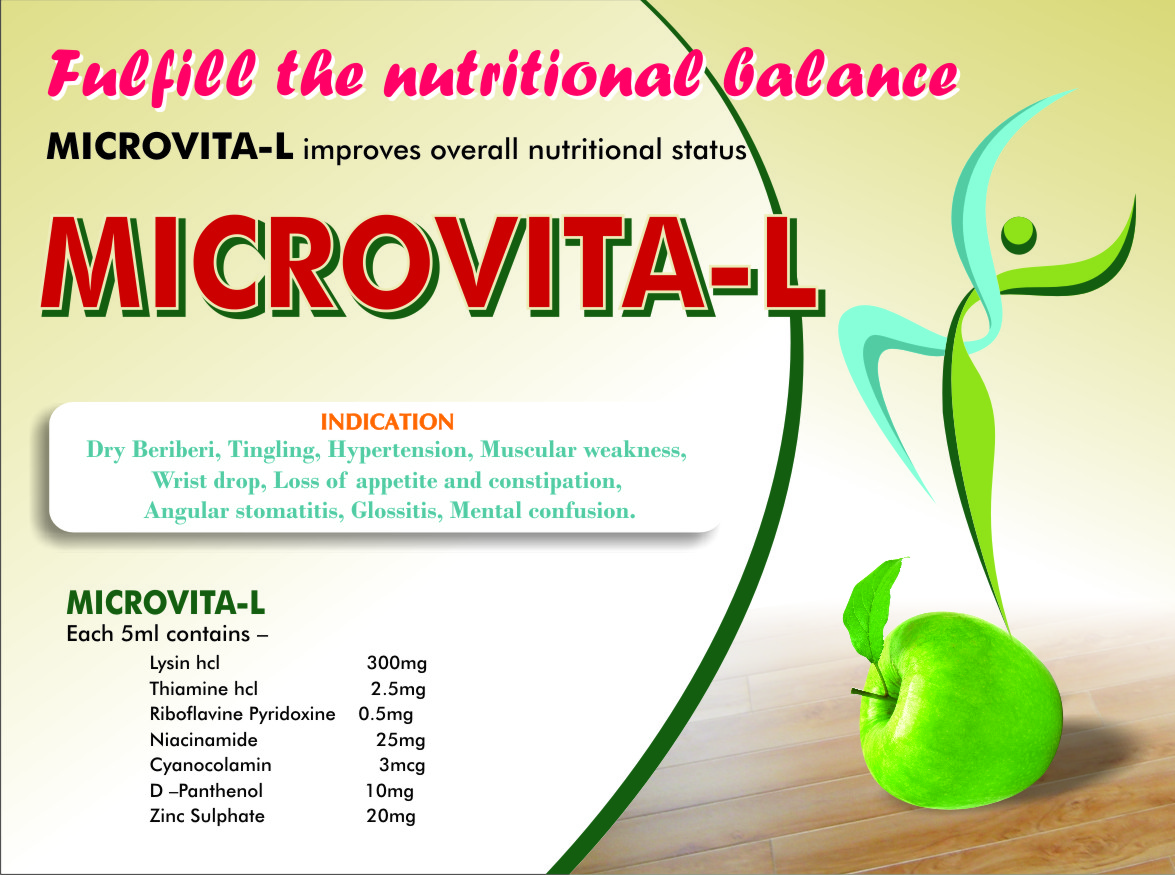 Fulfill the nutritional balance
MICROVITA-L improves overall nutritional status
MICROVITA-L
INDICATION
Dry Beriberi, Tingling, Hypertension, Muscular weakness,
Wrist drop, Loss of appetite and constipation,
Angular stomatitis, Glossitis, Mental confusion.
MICROVITA-L
Each 5ml contains –
Lysin hcl 300mg
Thiamine hcl 2.5mg
Riboflavine Pyridoxine 0.5mg
Niacinamide 25mg
Cyanocolamin 3mcg
D –Panthenol 10mg
Zinc Sulphate 20mg